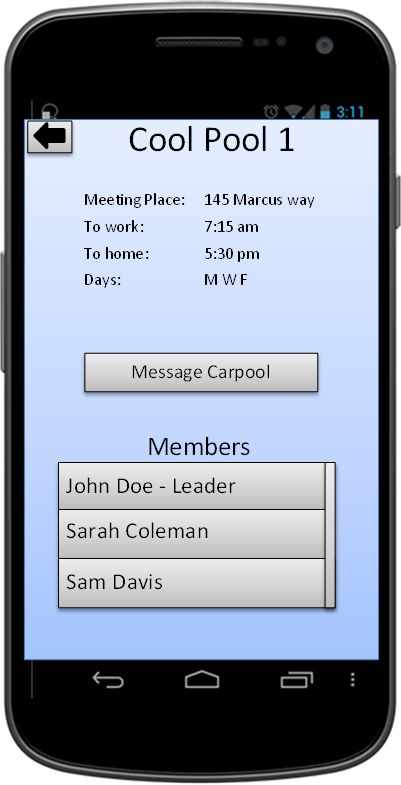 3:11
Cool Pool 1
Meeting Place: 145 Marcus way
To work: 7:15 am
To home: 5:30 pm
Days: M W F
Message Carpool
Members
John Doe - Leader
Sarah Coleman
Sam Davis